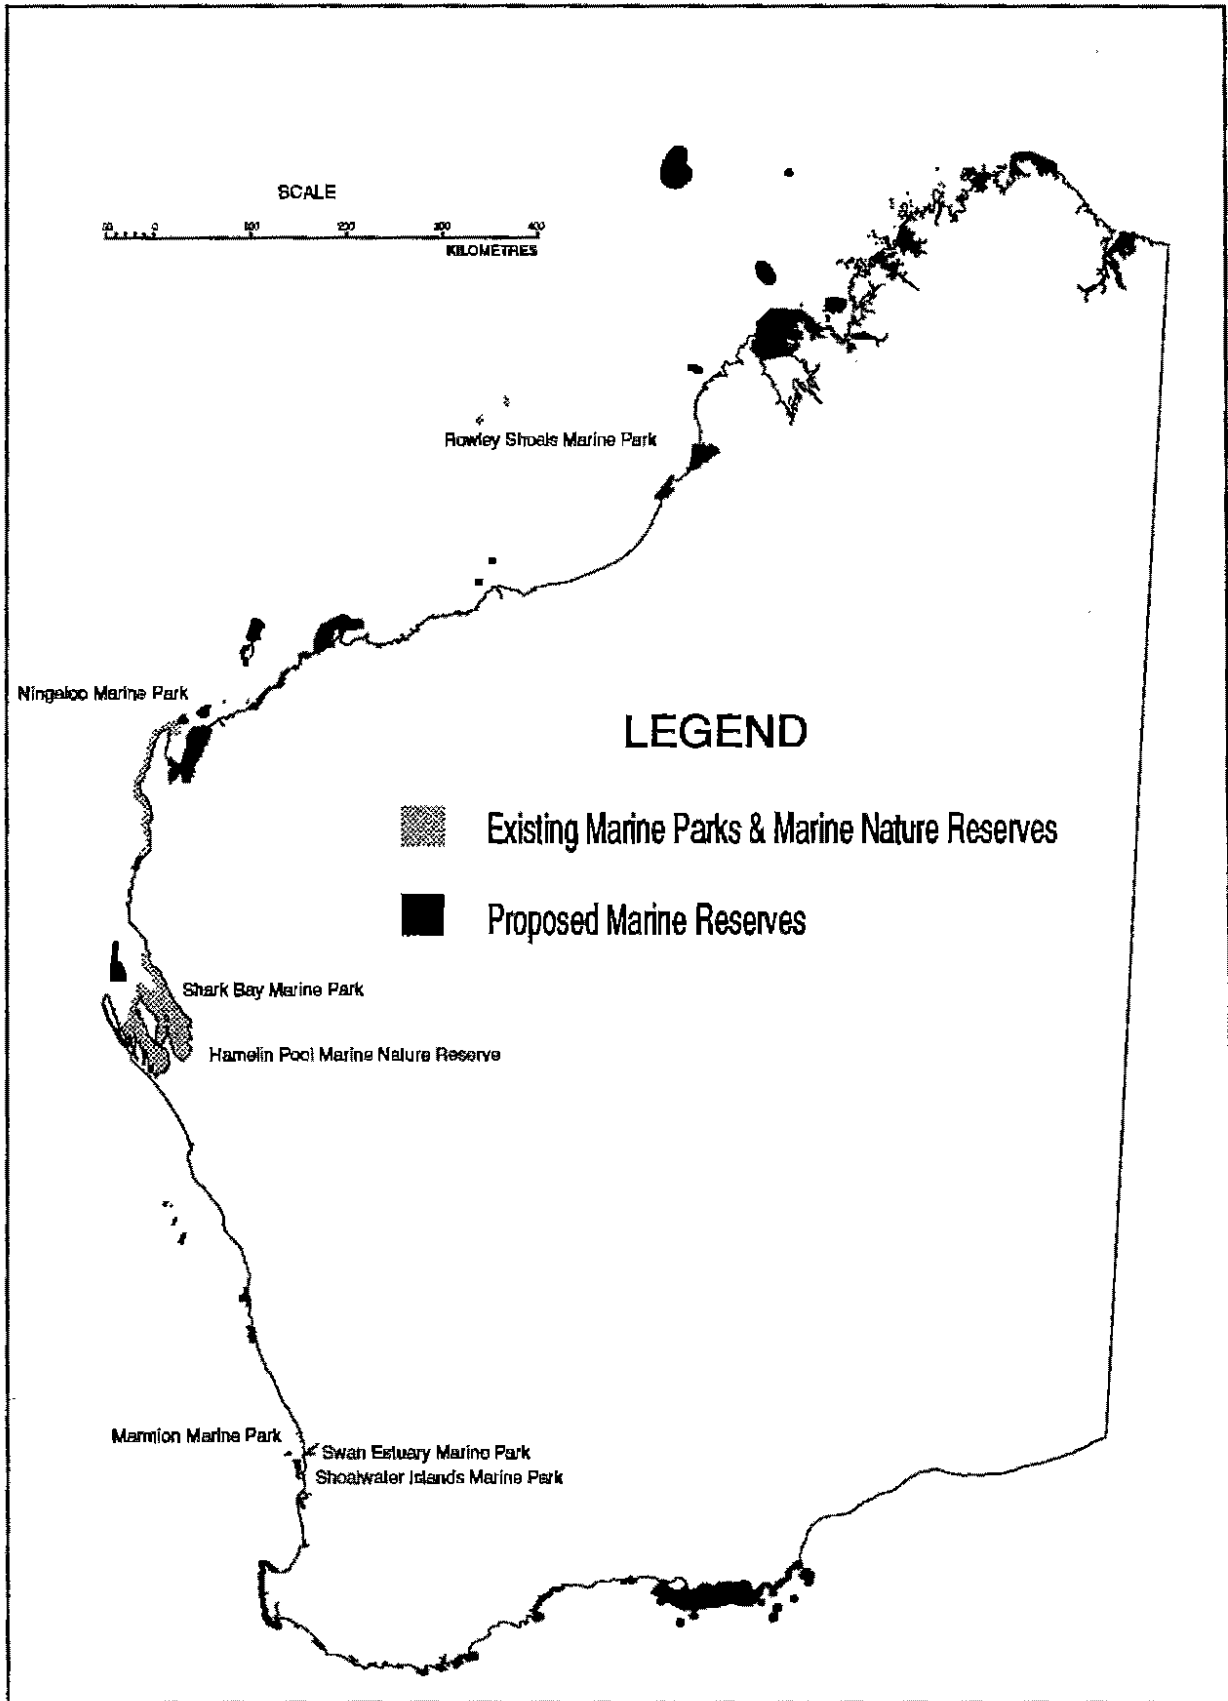 SCALE
50 0 100 200 300 400
KILOMETRES
Rowley Shoals Marine Park
Ningaloo Marine Park
LEGEND
Existing Marine Parks & Marine Nature Reserves
Proposed Marine Reserves
Shark Bay Marine Park
Hamelin Pool Marine Nature Reserve
Marmion Marine Park
Swan Estuary Marine Park
Shoalwater Islands Marine Park